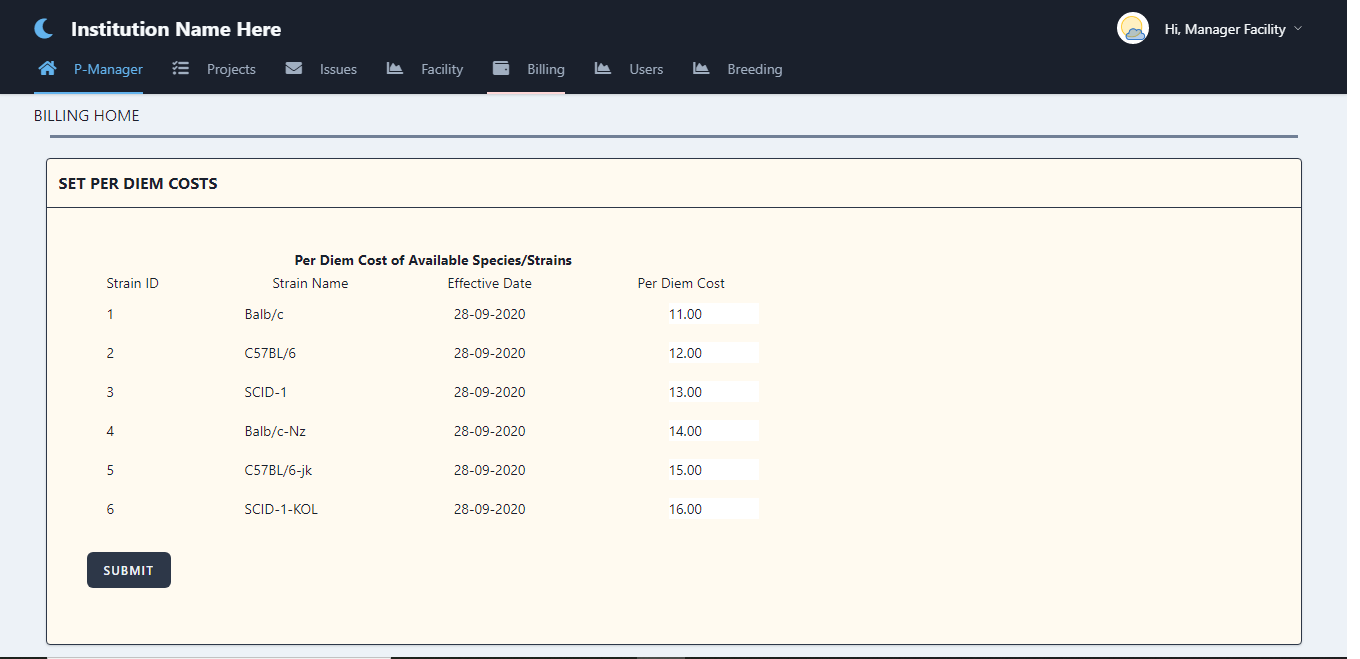 Institution Name Here
Hi, Manager Facility
P-Manager Projects Issues Facility Billing Users Breeding
BILLING HOME
SET PER DIEM COSTS
Per Diem Cost of Available Species/Strains
Strain ID Strain Name Effective Date Per Diem Cost
1 Balb/c 28-09-2020 11.00
2 C57BL/6 28-09-2020 12.00
3 SCID-1 28-09-2020 13.00
4 Balb/c-Nz 28-09-2020 14.00
5 C57BL/6-jk 28-09-2020 15.00
6 SCID-1-KOL 28-09-2020 16.00
SUBMIT